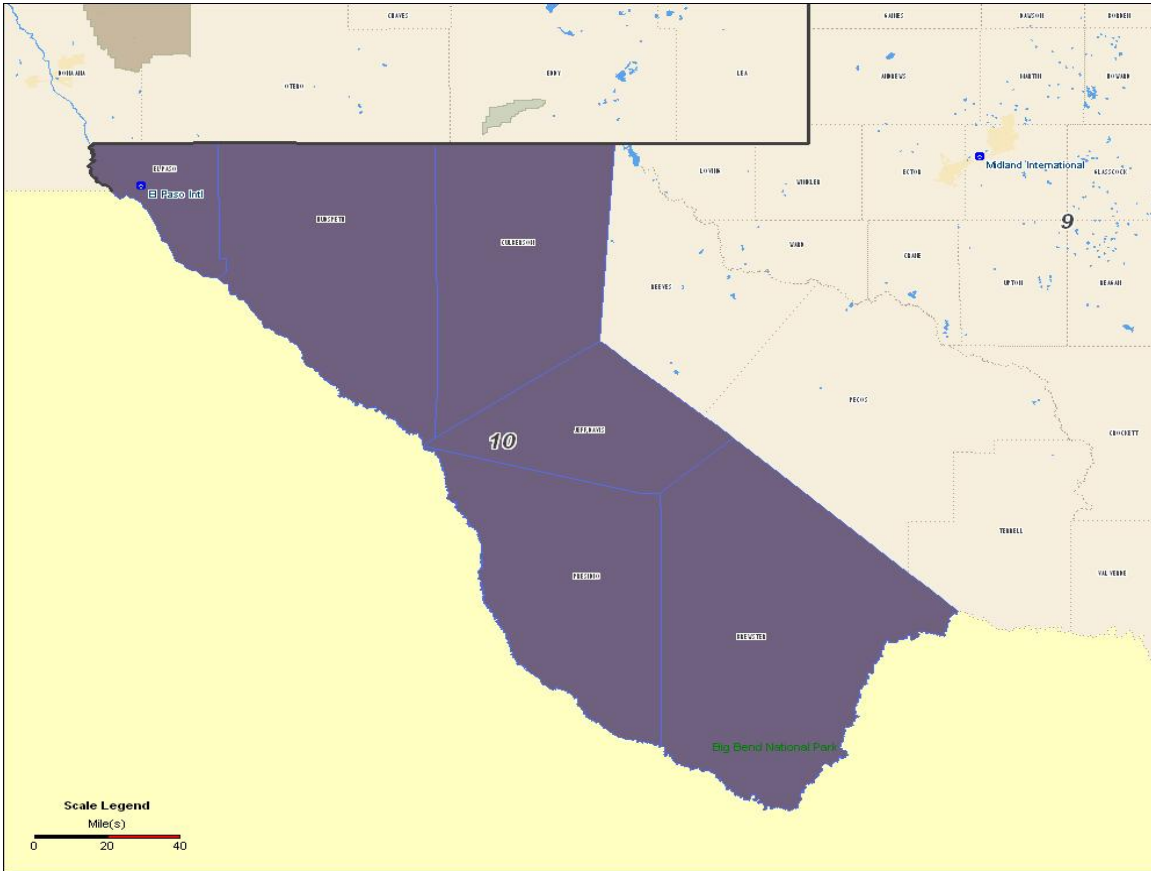 CHAVES
GAINES
DAWSON
BORDEN
DONA ANA
OTERO
EDDY
LEA
ANDREWS
MARTIN
HOWARD
EL PASO
El Paso Intl
HUDSPETH
CULBERSON
LOVING
WINKLER
ECTOR
Midland International
GLASSCOCK
9
WARD
CRANE
REEVES
UPTON
REAGAN
PECOS
CROCKETT
10
JEFF DAVIS
TERRELL
VAL VERDE
PRESIDIO
BREWSTER
Big Bend National Park
Scale Legend
Mile(s)
0 20 40